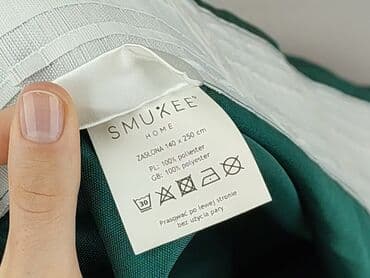 SMUKEE™
HOME
ZASŁONA 140 x 250 cm
PL: 100% poliester
GB: 100% polyester
30
Prasować po lewej stronie
bez użycia pary